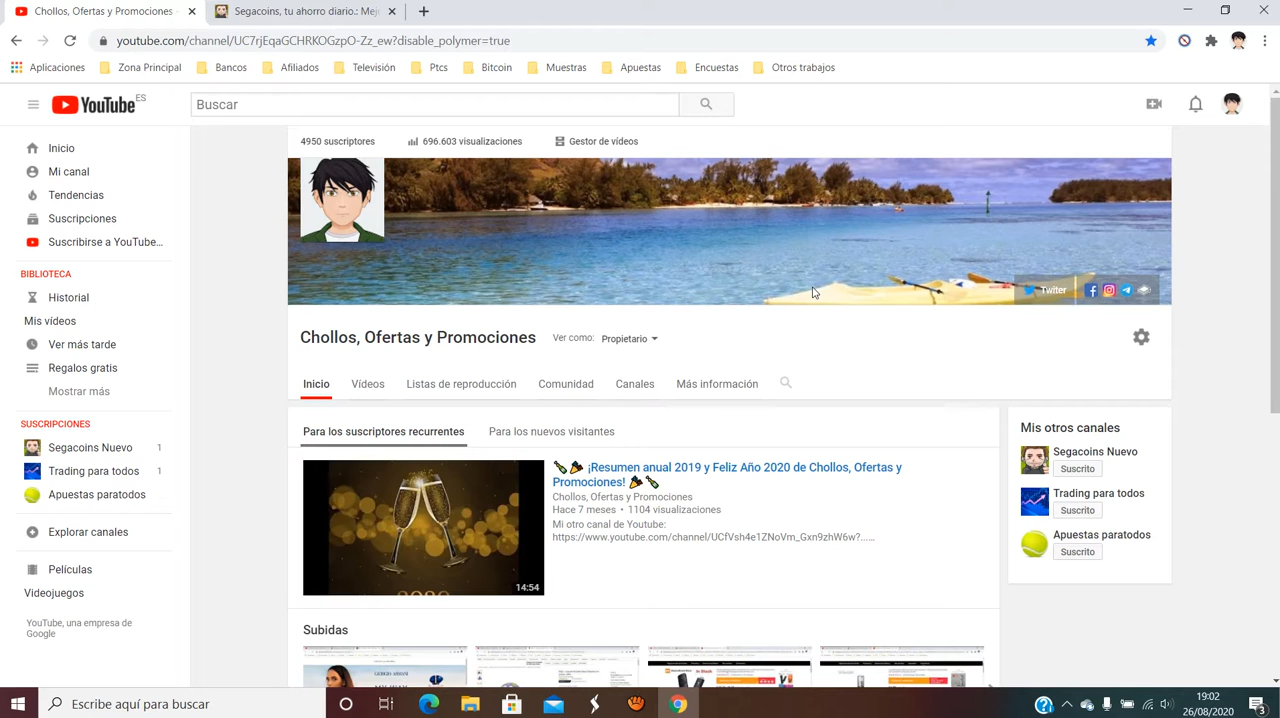 Chollos, Ofertas y Promociones
Segacoins, tu ahorro diario.: Mej
youtube.com/channel/UC7rjEqaGCHRKOGzpO-Zz_ew?disable_polymer=true
Aplicaciones
Zona Principal
Bancos
Afiliados
Televisión
Ptcs
Bitcoin
Muestras
Apuestas
Encuestas
Otros trabajos
YouTube ES
Buscar
Inicio
Mi canal
Tendencias
Suscripciones
Suscribirse a YouTube...
BIBLIOTECA
Historial
Mis vídeos
Ver más tarde
Regalos gratis
Mostrar más
SUSCRIPCIONES
Segacoins Nuevo 1
Trading para todos 1
Apuestas paratodos
Explorar canales
Películas
Videojuegos
YouTube, una empresa de
Google
4950 suscriptores
696.603 visualizaciones
Gestor de vídeos
Twiter
Chollos, Ofertas y Promociones
Ver como: Propietario
Inicio
Vídeos
Listas de reproducción
Comunidad
Canales
Más información
Para los suscriptores recurrentes
Para los nuevos visitantes
14:54
¡Resumen anual 2019 y Feliz Año 2020 de Chollos, Ofertas y
Promociones!
Chollos, Ofertas y Promociones
Hace 7 meses • 1104 visualizaciones
Mi otro canal de Youtube:
https://www.youtube.com/channel/UCfVsh4e1ZNoVm_Gxn9zhW6w?...…
Subidas
Mis otros canales
Segacoins Nuevo
Suscrito
Trading para todos
Suscrito
Apuestas paratodos
Suscrito
Escribe aquí para buscar
19:02
26/08/2020
3